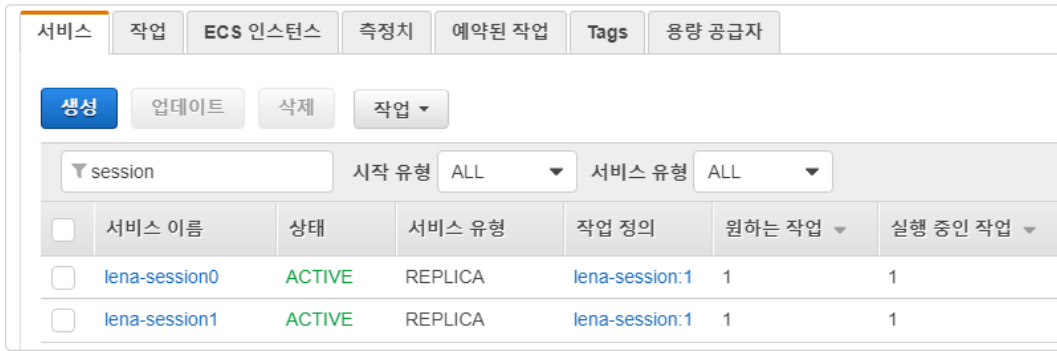 서비스 작업 ECS 인스턴스 측정치 예약된 작업 Tags 용량 공급자
생성 업데이트 삭제 작업
session 시작 유형 ALL 서비스 유형 ALL
서비스 이름 상태 서비스 유형 작업 정의 원하는 작업 실행 중인 작업
lena-session0 ACTIVE REPLICA lena-session:1 1 1
lena-session1 ACTIVE REPLICA lena-session:1 1 1